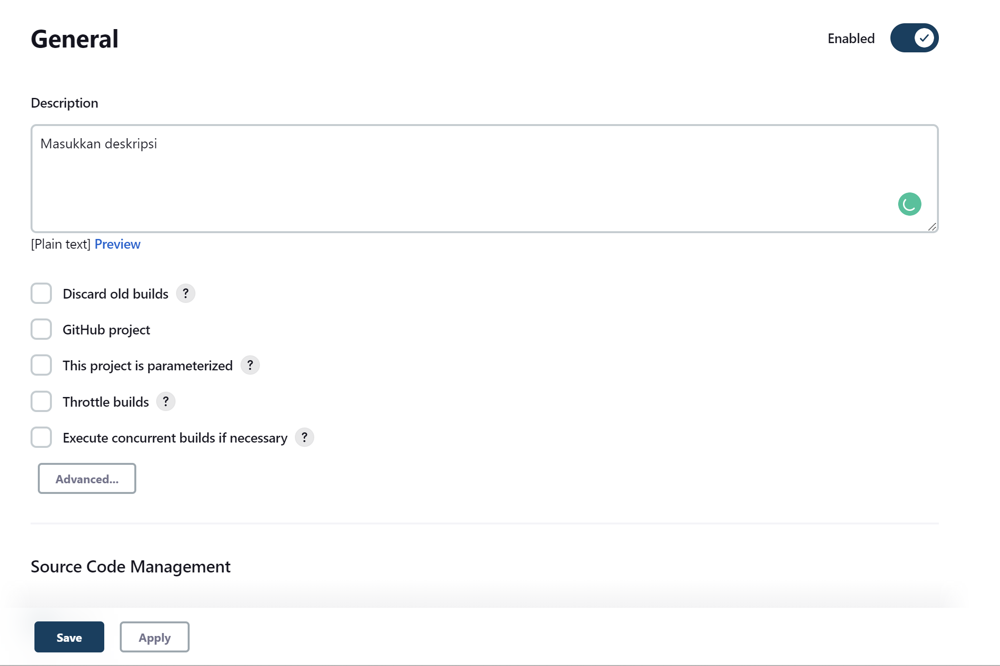 General
Enabled
Description
Masukkan deskripsi
[Plain text] Preview
Discard old builds ?
GitHub project
This project is parameterized ?
Throttle builds ?
Execute concurrent builds if necessary ?
Advanced...
Source Code Management
Save
Apply